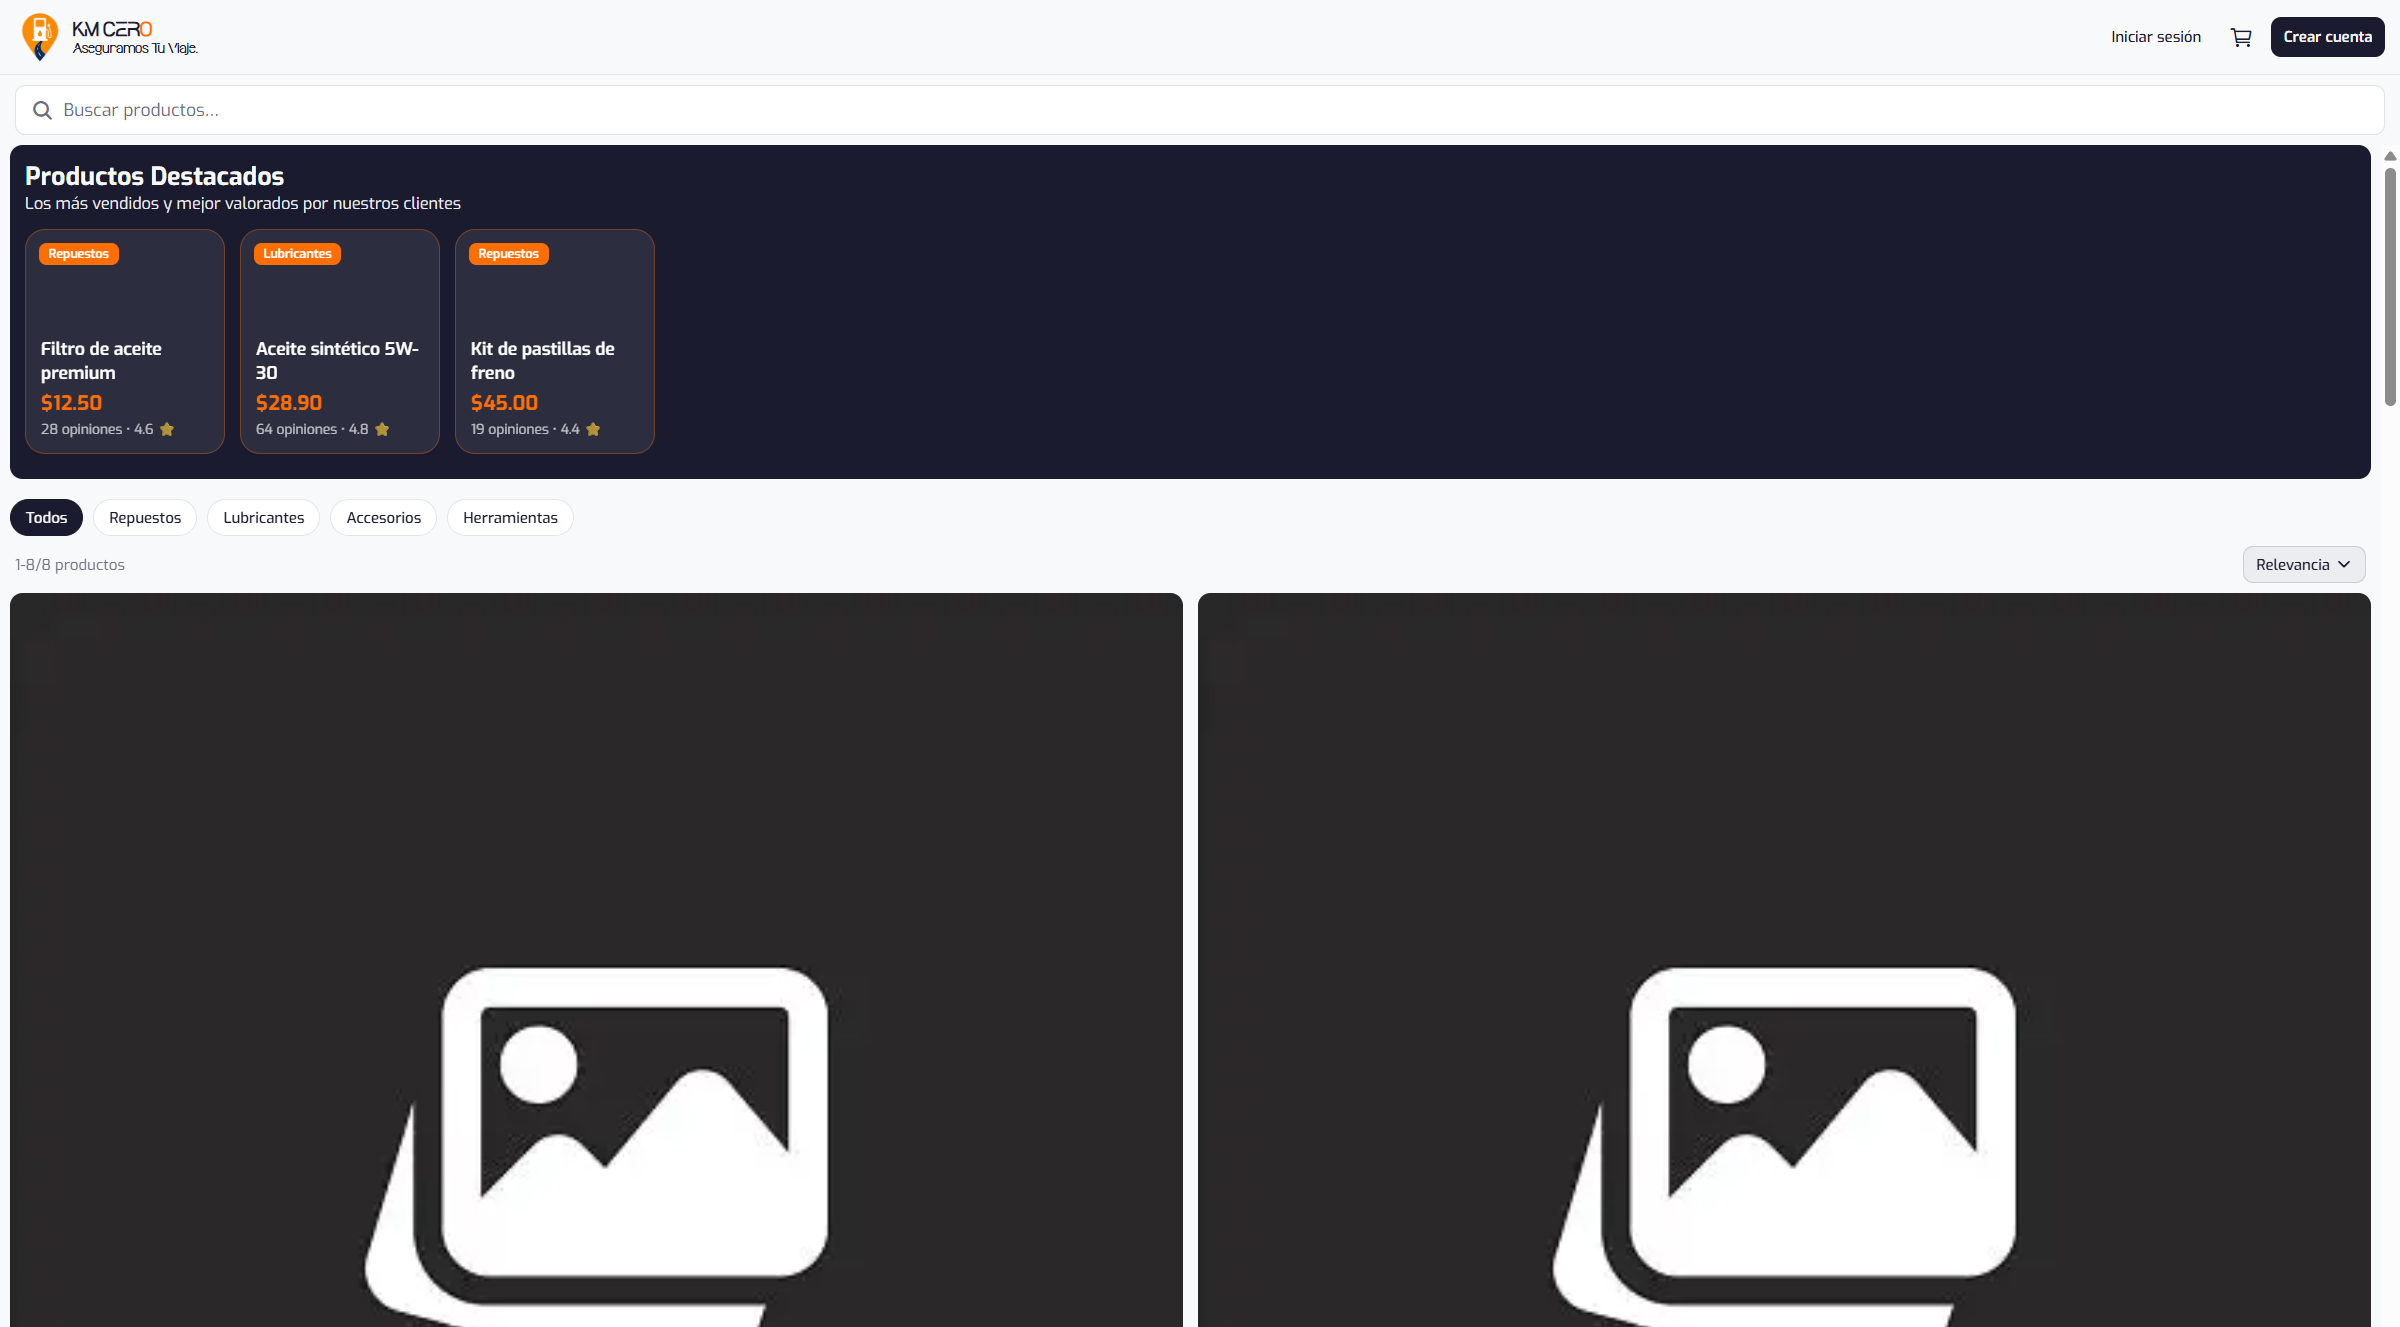 KM CERO
Aseguramos Tu Viaje.
Iniciar sesión
Crear cuenta
Buscar productos...
Productos Destacados
Los más vendidos y mejor valorados por nuestros clientes
Repuestos
Filtro de aceite
premium
$12.50
28 opiniones • 4.6
Lubricantes
Aceite sintético 5W-
30
$28.90
64 opiniones • 4.8
Repuestos
Kit de pastillas de
freno
$45.00
19 opiniones • 4.4
Todos
Repuestos
Lubricantes
Accesorios
Herramientas
1-8/8 productos
Relevancia